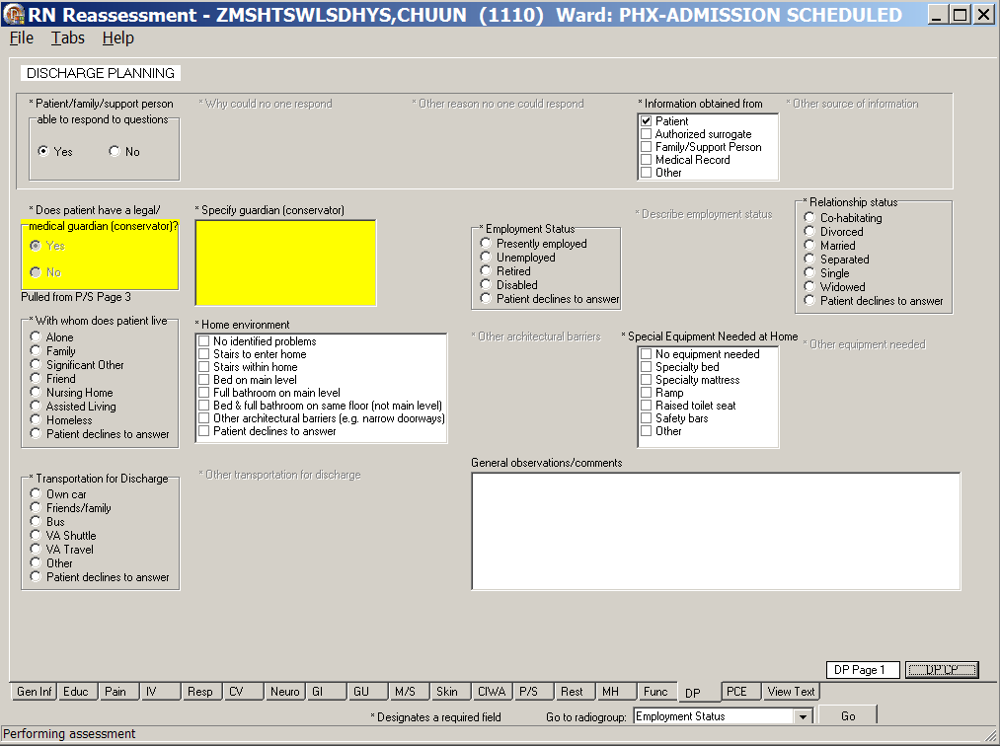 RN Reassessment - ZMSHTSWLSDHYS,CHUUN (1110) Ward: PHX-ADMISSION SCHEDULED
File Tabs Help
DISCHARGE PLANNING
* Patient/family/support person
able to respond to questions
Yes No
* Why could no one respond
* Other reason no one could respond
* Information obtained from
Patient
Authorized surrogate
Family/Support Person
Medical Record
Other
* Other source of information
* Does patient have a legal/
medical guardian (conservator)?
Yes
No
Pulled from P/S Page 3
* Specify guardian (conservator)
* Employment Status
Presently employed
Unemployed
Retired
Disabled
Patient declines to answer
* Describe employment status
* Relationship status
Co-habitating
Divorced
Married
Separated
Single
Widowed
Patient declines to answer
* With whom does patient live
Alone
Family
Significant Other
Friend
Nursing Home
Assisted Living
Homeless
Patient declines to answer
* Home environment
No identified problems
Stairs to enter home
Stairs within home
Bed on main level
Full bathroom on main level
Bed & full bathroom on same floor (not main level)
Other architectural barriers (e.g. narrow doorways)
Patient declines to answer
* Other architectural barriers
* Special Equipment Needed at Home
No equipment needed
Specialty bed
Specialty mattress
Ramp
Raised toilet seat
Safety bars
Other
* Other equipment needed
* Transportation for Discharge
Own car
Friends/family
Bus
VA Shuttle
VA Travel
Other
Patient declines to answer
* Other transportation for discharge
General observations/comments
DP Page 1 DP CP
Gen Inf Educ Pain IV Resp CV Neuro GI GU M/S Skin CIWA P/S Rest MH Func DP PCE View Text
* Designates a required field Go to radiogroup: Employment Status Go
Performing assessment